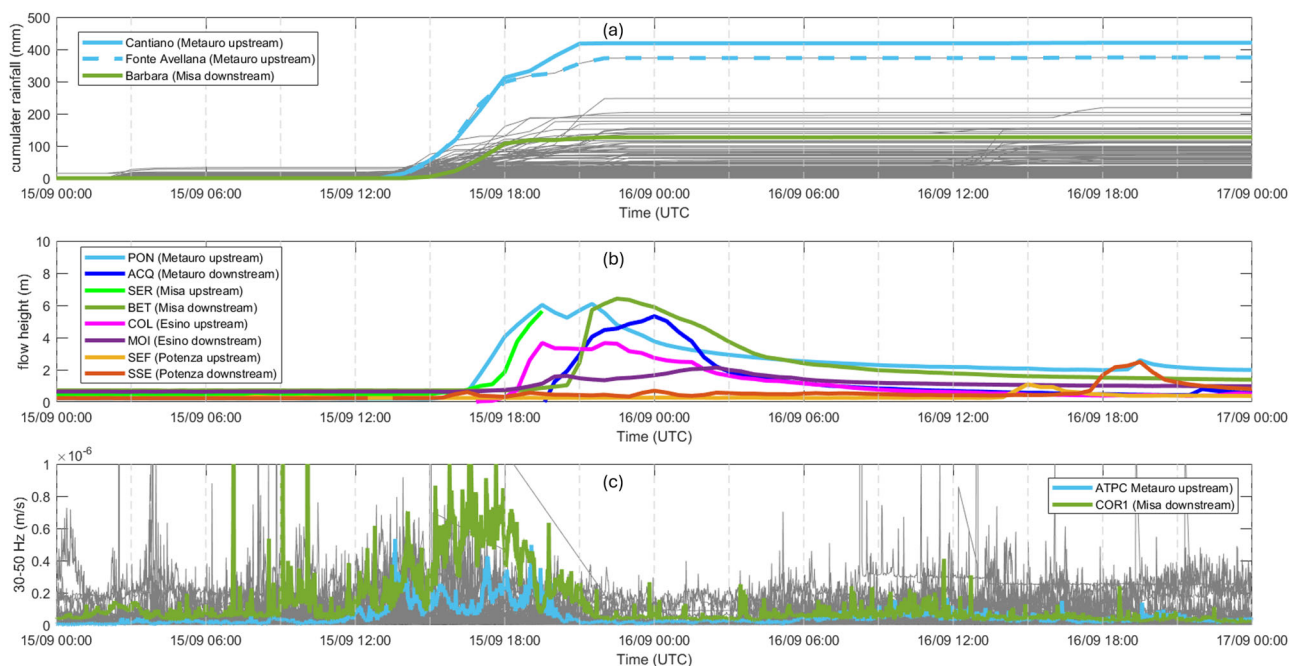 (a)
cumulater rainfall (mm)
500
400
300
200
100
0
Cantiano (Metauro upstream)
Fonte Avellana (Metauro upstream)
Barbara (Misa downstream)
15/09 00:00 15/09 06:00 15/09 12:00 15/09 18:00 16/09 00:00 16/09 06:00 16/09 12:00 16/09 18:00 17/09 00:00
Time (UTC
(b)
flow height (m)
10
8
6
4
2
0
PON (Metauro upstream)
ACQ (Metauro downstream)
SER (Misa upstream)
BET (Misa downstream)
COL (Esino upstream)
MOI (Esino downstream)
SEF (Potenza upstream)
SSE (Potenza downstream)
15/09 00:00 15/09 06:00 15/09 12:00 15/09 18:00 16/09 00:00 16/09 06:00 16/09 12:00 16/09 18:00 17/09 00:00
Time (UTC)
×10⁻⁶
(c)
30-50 Hz (m/s)
1
0.8
0.6
0.4
0.2
0
ATPC Metauro upstream)
COR1 (Misa downstream)
15/09 00:00 15/09 06:00 15/09 12:00 15/09 18:00 16/09 00:00 16/09 06:00 16/09 12:00 16/09 18:00 17/09 00:00
Time (UTC)